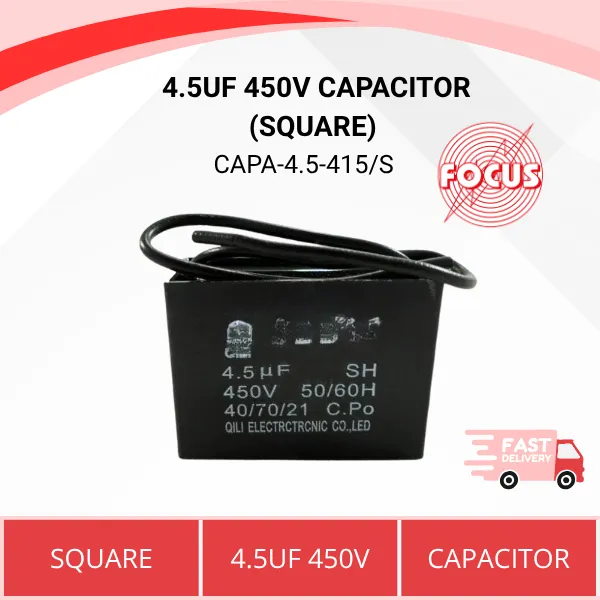 4.5UF 450V CAPACITOR
(SQUARE)
CAPA-4.5-415/S
FOCUS
4.5µF SH
450V 50/60H
40/70/21 C.Po
QILI ELECTRCTRCNIC CO.,LED
FAST
DELIVERY
SQUARE
4.5UF 450V
CAPACITOR